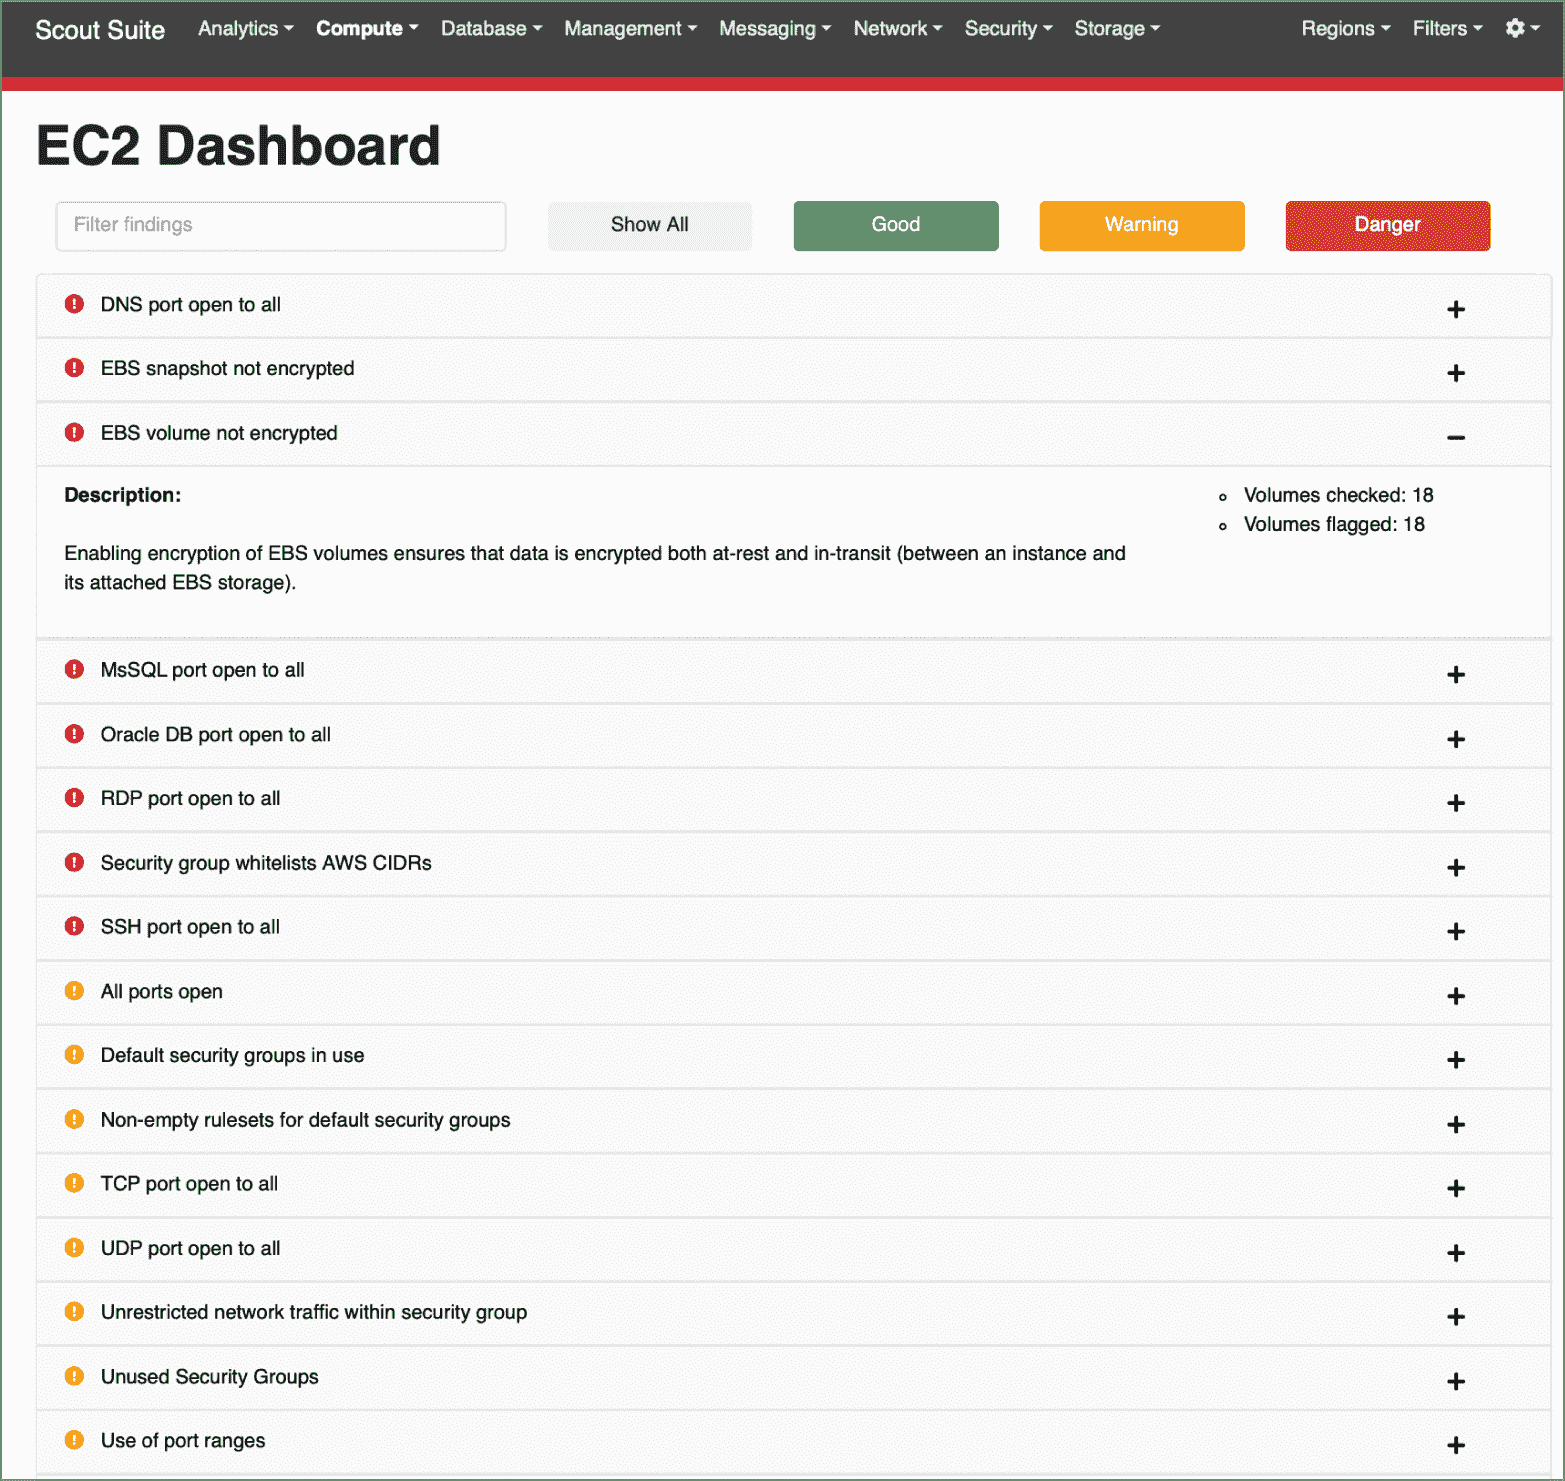 Scout Suite Analytics Compute Database Management Messaging Network Security Storage Regions Filters
EC2 Dashboard
Filter findings Show All Good Warning Danger
DNS port open to all
EBS snapshot not encrypted
EBS volume not encrypted
Description:
Enabling encryption of EBS volumes ensures that data is encrypted both at-rest and in-transit (between an instance and
its attached EBS storage).
Volumes checked: 18
Volumes flagged: 18
MsSQL port open to all
Oracle DB port open to all
RDP port open to all
Security group whitelists AWS CIDRs
SSH port open to all
All ports open
Default security groups in use
Non-empty rulesets for default security groups
TCP port open to all
UDP port open to all
Unrestricted network traffic within security group
Unused Security Groups
Use of port ranges